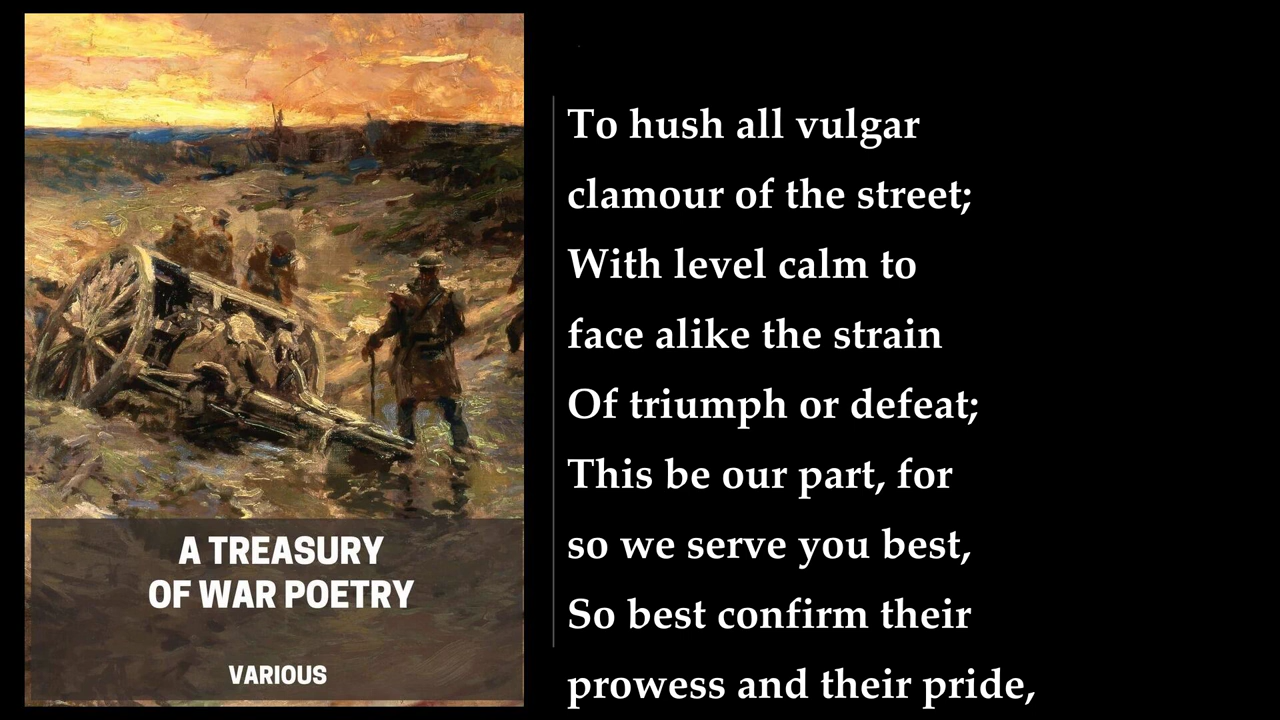 A TREASURY
OF WAR POETRY
VARIOUS
To hush all vulgar
clamour of the street;
With level calm to
face alike the strain
Of triumph or defeat;
This be our part, for
so we serve you best,
So best confirm their
prowess and their pride,